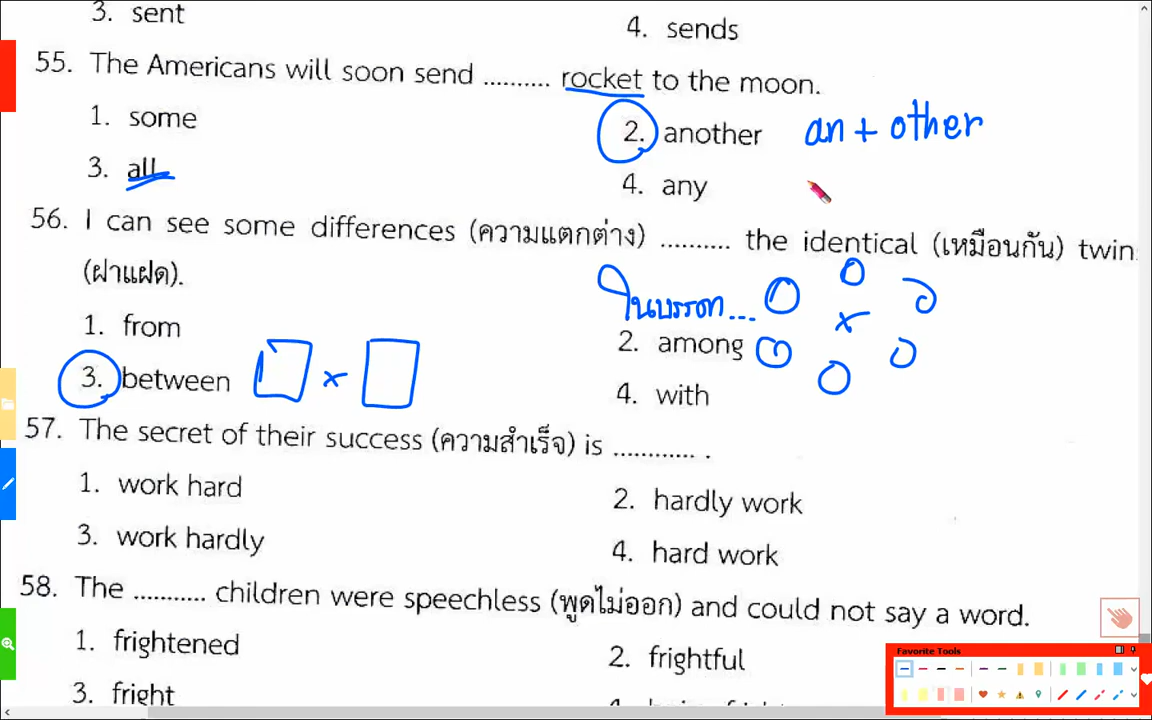 3. sent
4. sends
55. The Americans will soon send .......... rocket to the moon.
1. some
2. another an + other
3. all
4. any
56. I can see some differences (ความแตกต่าง) .......... the identical (เหมือนกัน) twin
(ฝาแฝด).
ในบรรดา...
1. from
2. among
3. between
4. with
57. The secret of their success (ความสำเร็จ) is ............ .
1. work hard
2. hardly work
3. work hardly
4. hard work
58. The ........... children were speechless (พูดไม่ออก) and could not say a word.
1. frightened
2. frightful
3. fright
Favorite Tools